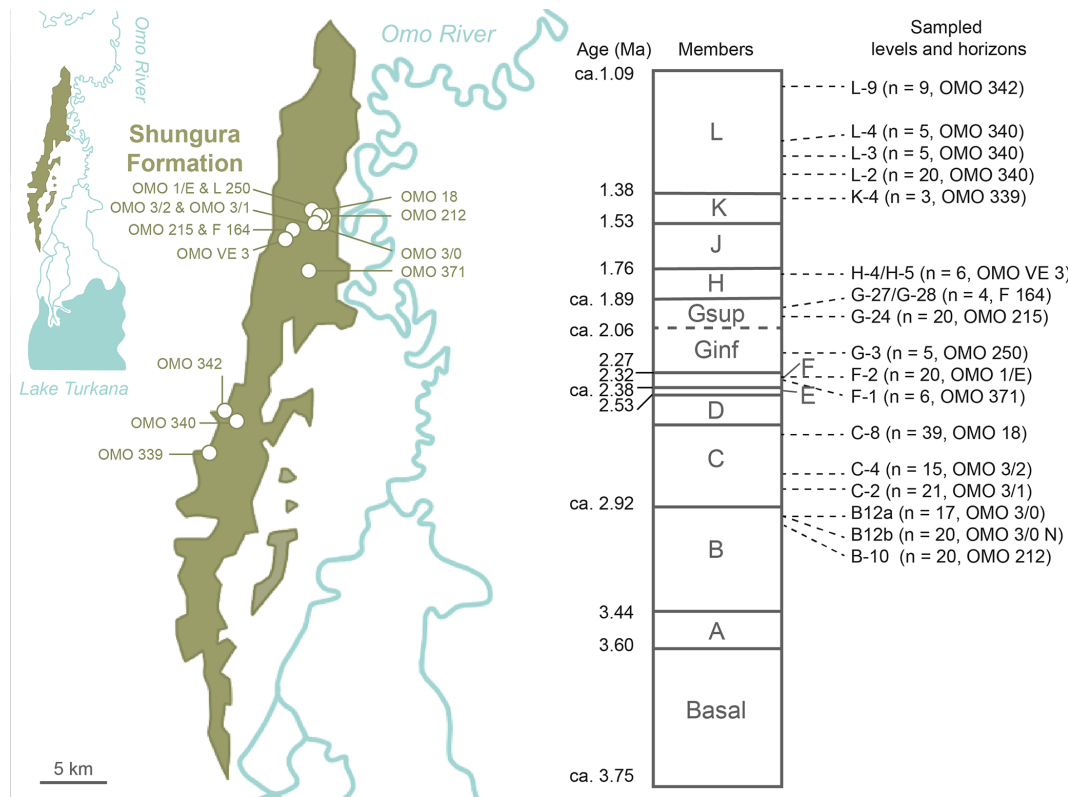 Omo River
Lake Turkana
Omo River
Shungura
Formation
OMO 1/E & L 250
OMO 3/2 & OMO 3/1
OMO 215 & F 164
OMO VE 3
OMO 18
OMO 212
OMO 3/0
OMO 371
OMO 342
OMO 340
OMO 339
5 km
Age (Ma)
Members
Sampled
levels and horizons
ca.1.09
1.38
1.53
1.76
ca. 1.89
ca. 2.06
2.27
2.32
ca. 2.38
2.53
ca. 2.92
3.44
3.60
ca. 3.75
L
K
J
H
Gsup
Ginf
F
E
D
C
B
A
Basal
L-9 (n = 9, OMO 342)
L-4 (n = 5, OMO 340)
L-3 (n = 5, OMO 340)
L-2 (n = 20, OMO 340)
K-4 (n = 3, OMO 339)
H-4/H-5 (n = 6, OMO VE 3)
G-27/G-28 (n = 4, F 164)
G-24 (n = 20, OMO 215)
G-3 (n = 5, OMO 250)
F-2 (n = 20, OMO 1/E)
F-1 (n = 6, OMO 371)
C-8 (n = 39, OMO 18)
C-4 (n = 15, OMO 3/2)
C-2 (n = 21, OMO 3/1)
B12a (n = 17, OMO 3/0)
B12b (n = 20, OMO 3/0 N)
B-10 (n = 20, OMO 212)